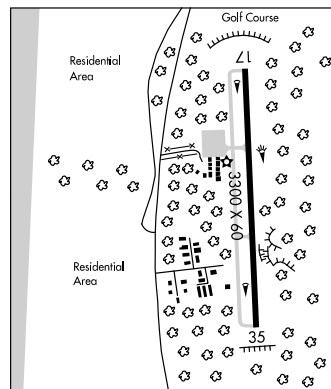 Golf Course
17
Residential
Area
3300 X 60
Residential
Area
35